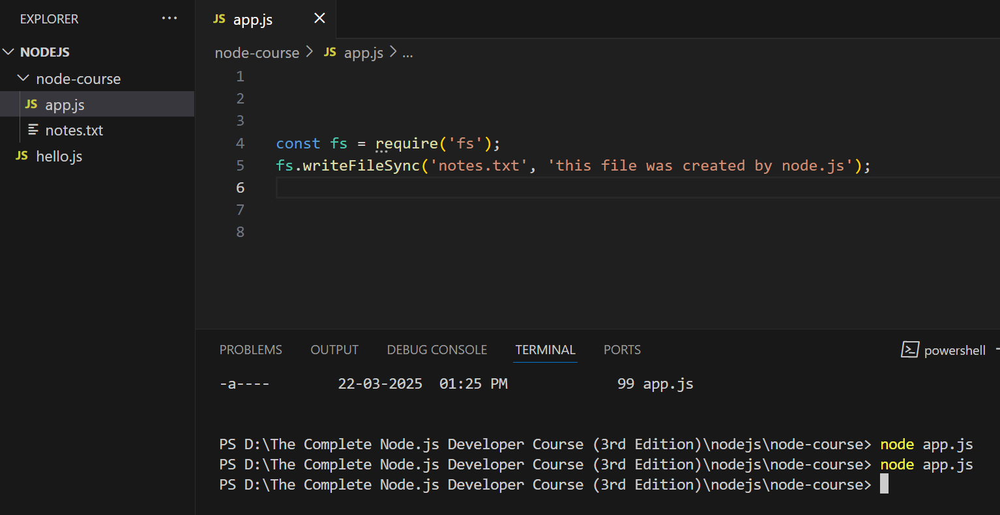 EXPLORER ...
NODEJS
node-course
JS app.js
notes.txt
JS hello.js
JS app.js
node-course > JS app.js > ...
1
2
3
4 const fs = require('fs');
5 fs.writeFileSync('notes.txt', 'this file was created by node.js');
6
7
8
PROBLEMS OUTPUT DEBUG CONSOLE TERMINAL PORTS powershell
-a---- 22-03-2025 01:25 PM 99 app.js
PS D:\The Complete Node.js Developer Course (3rd Edition)\nodejs\node-course> node app.js
PS D:\The Complete Node.js Developer Course (3rd Edition)\nodejs\node-course> node app.js
PS D:\The Complete Node.js Developer Course (3rd Edition)\nodejs\node-course>